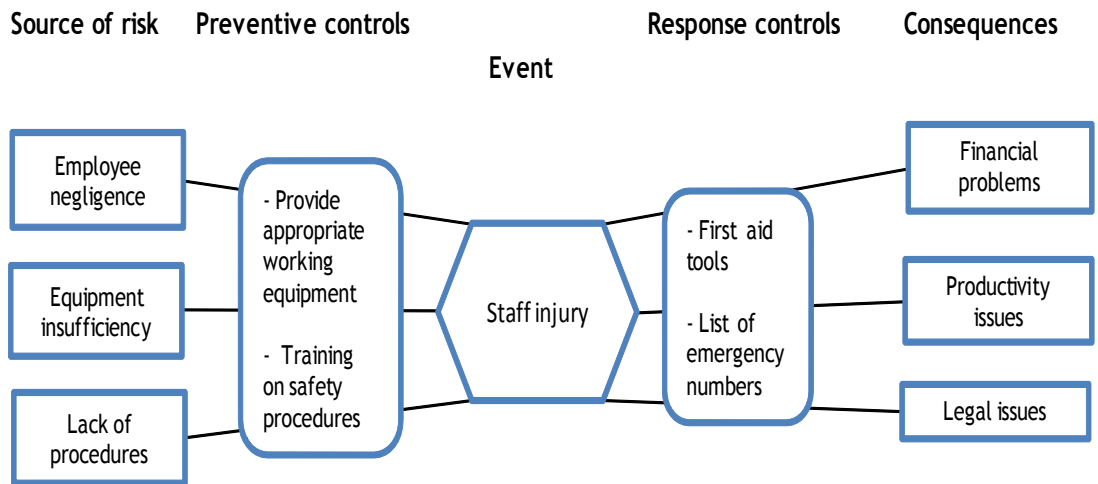 Source of risk
Preventive controls
Event
Response controls
Consequences
Employee
negligence
Equipment
insufficiency
Lack of
procedures
- Provide
appropriate
working
equipment
- Training
on safety
procedures
Staff injury
- First aid
tools
- List of
emergency
numbers
Financial
problems
Productivity
issues
Legal issues